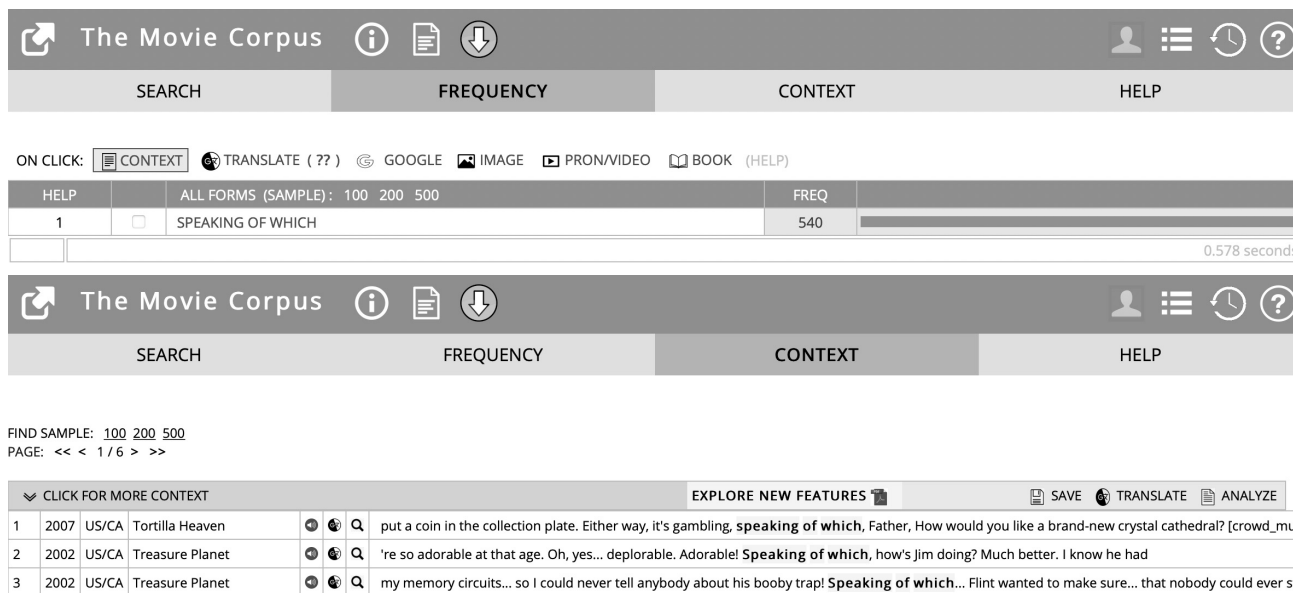 The Movie Corpus
SEARCH FREQUENCY CONTEXT HELP
ON CLICK: CONTEXT TRANSLATE ( ?? ) GOOGLE IMAGE PRON/VIDEO BOOK (HELP)
HELP ALL FORMS (SAMPLE) : 100 200 500 FREQ
1 SPEAKING OF WHICH 540
0.578 seconds
The Movie Corpus
SEARCH FREQUENCY CONTEXT HELP
FIND SAMPLE: 100 200 500
PAGE: << < 1 / 6 > >>
CLICK FOR MORE CONTEXT EXPLORE NEW FEATURES SAVE TRANSLATE ANALYZE
1 2007 US/CA Tortilla Heaven put a coin in the collection plate. Either way, it's gambling, speaking of which, Father, How would you like a brand-new crystal cathedral? [crowd_mu
2 2002 US/CA Treasure Planet 're so adorable at that age. Oh, yes... deplorable. Adorable! Speaking of which, how's Jim doing? Much better. I know he had
3 2002 US/CA Treasure Planet my memory circuits... so I could never tell anybody about his booby trap! Speaking of which... Flint wanted to make sure... that nobody could ever s